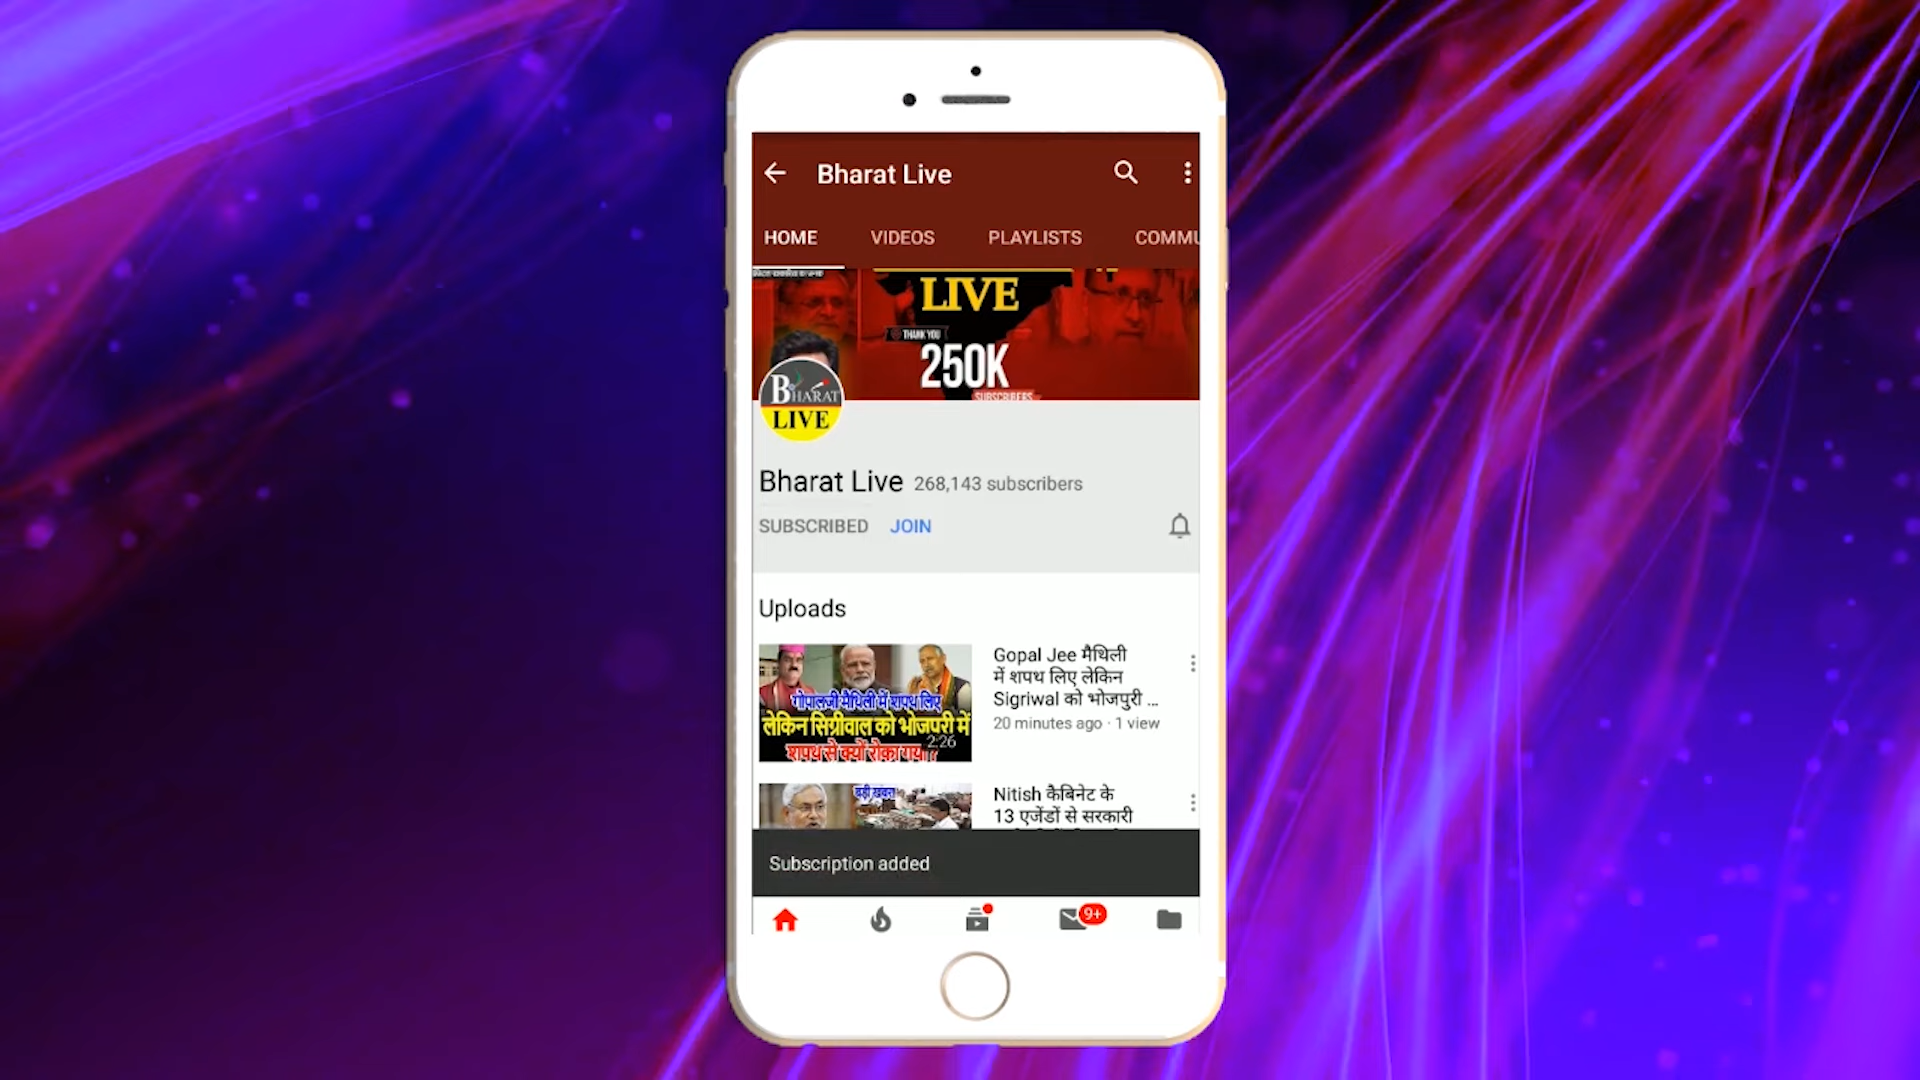 Bharat Live
HOME VIDEOS PLAYLISTS COMMU
LIVE
THANK YOU
250K
SUBSCRIBERS
BHARAT
LIVE
Bharat Live 268,143 subscribers
SUBSCRIBED JOIN
Uploads
गोपालजी मैथिली में शपथ लिए
लेकिन सिग्रीवाल को भोजपुरी में
शपथ से क्यों रोका गया
2:26
Gopal Jee मैथिली
में शपथ लिए लेकिन
Sigriwal को भोजपुरी ...
20 minutes ago · 1 view
बड़ी खबर
Nitish कैबिनेट के
13 एजेंडों से सरकारी
Subscription added
9+